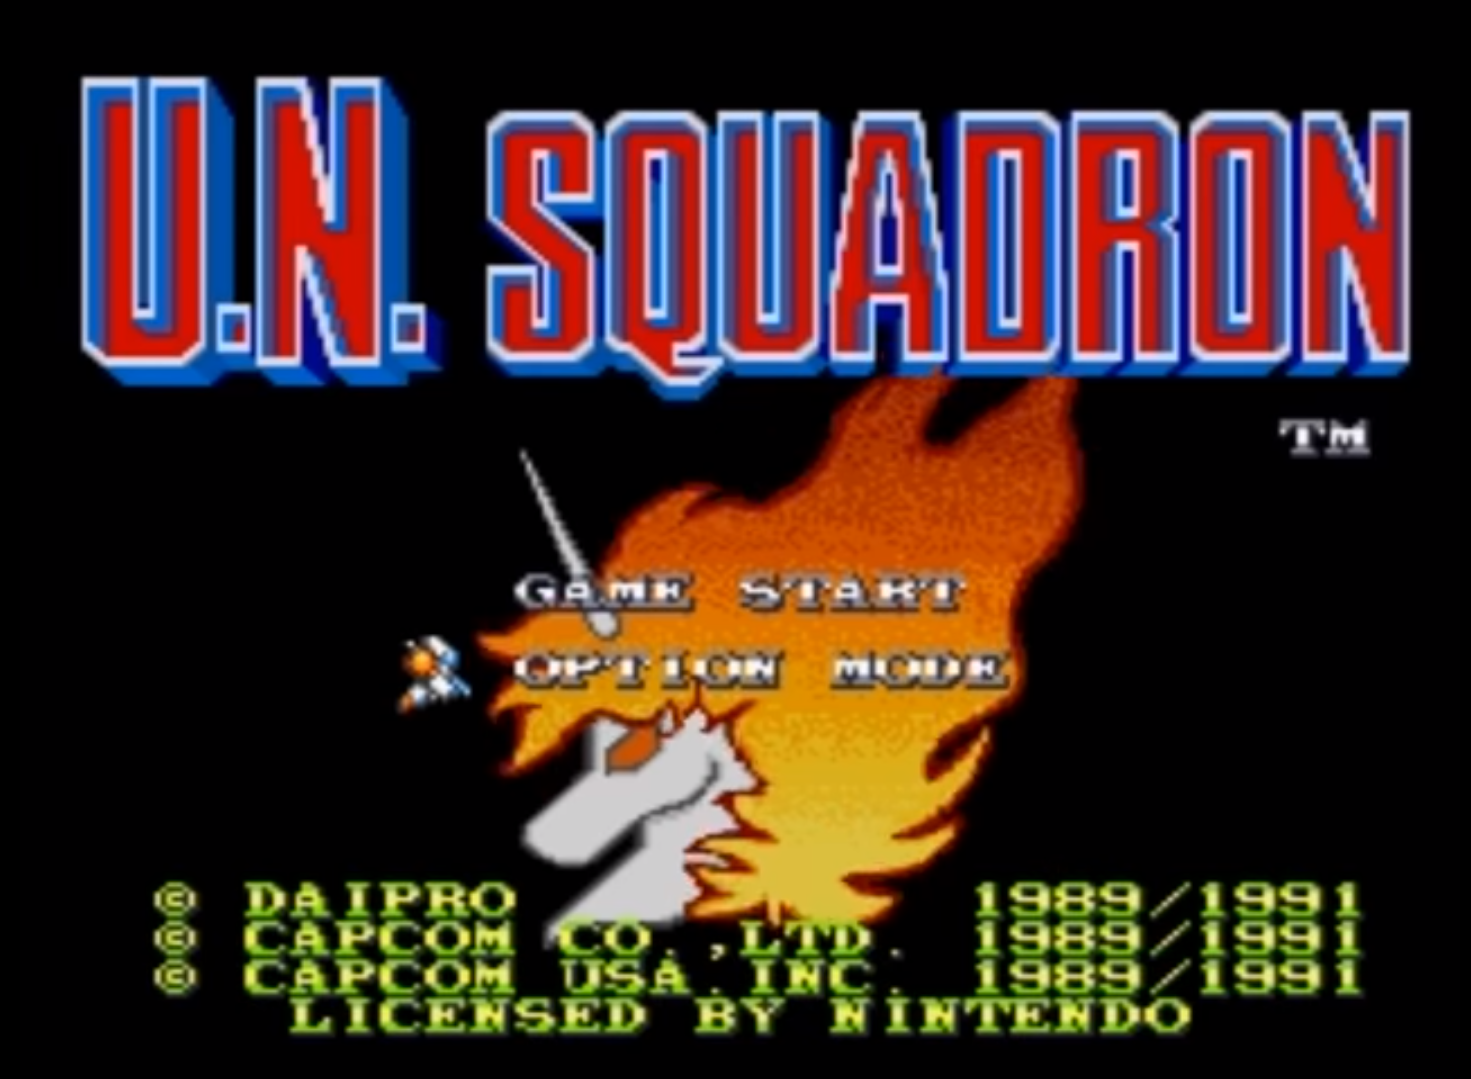 U.N. SQUADRON
TM
GAME START
OPTION MODE
© DAIPRO 1989/1991
© CAPCOM CO.,LTD. 1989/1991
© CAPCOM USA.INC. 1989/1991
LICENSED BY NINTENDO